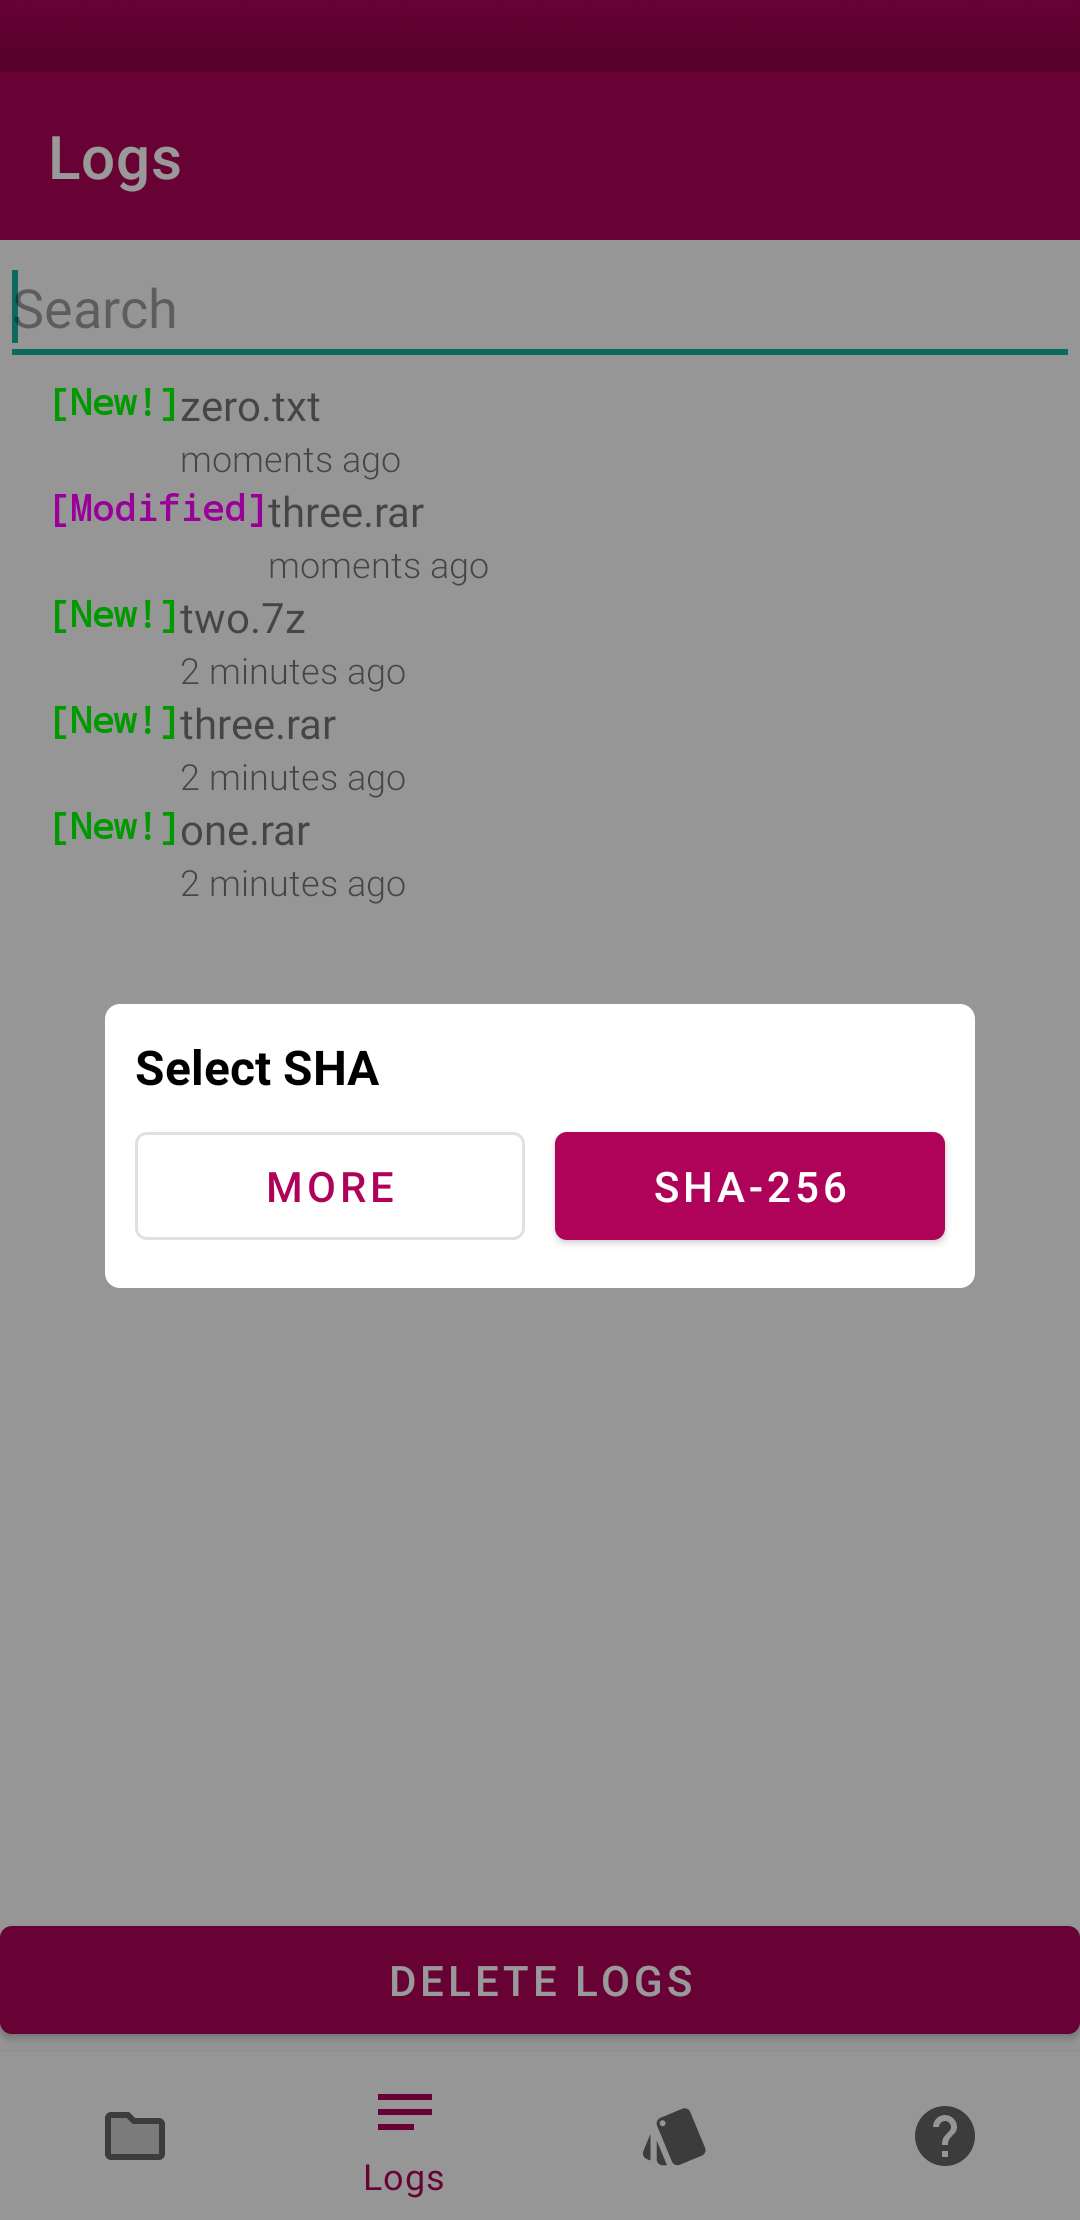 Logs
Search
[New!]zero.txt
moments ago
[Modified]three.rar
moments ago
[New!]two.7z
2 minutes ago
[New!]three.rar
2 minutes ago
[New!]one.rar
2 minutes ago
Select SHA
MORE SHA-256
DELETE LOGS
Logs